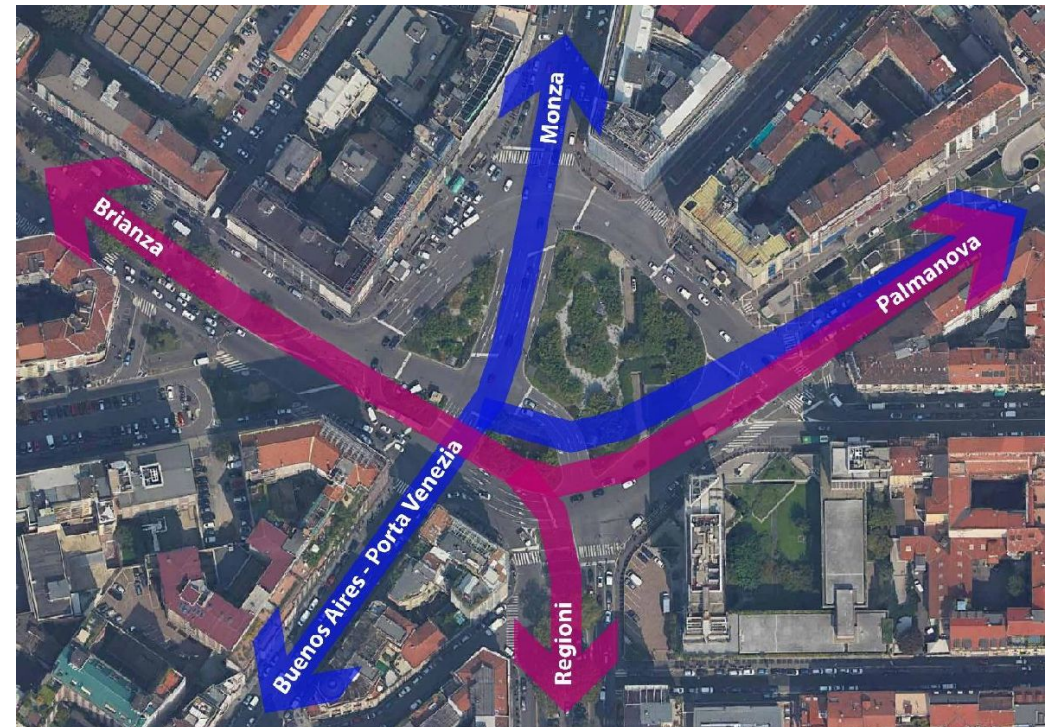 Monza
Brianza
Palmanova
Buenos Aires - Porta Venezia
Regioni